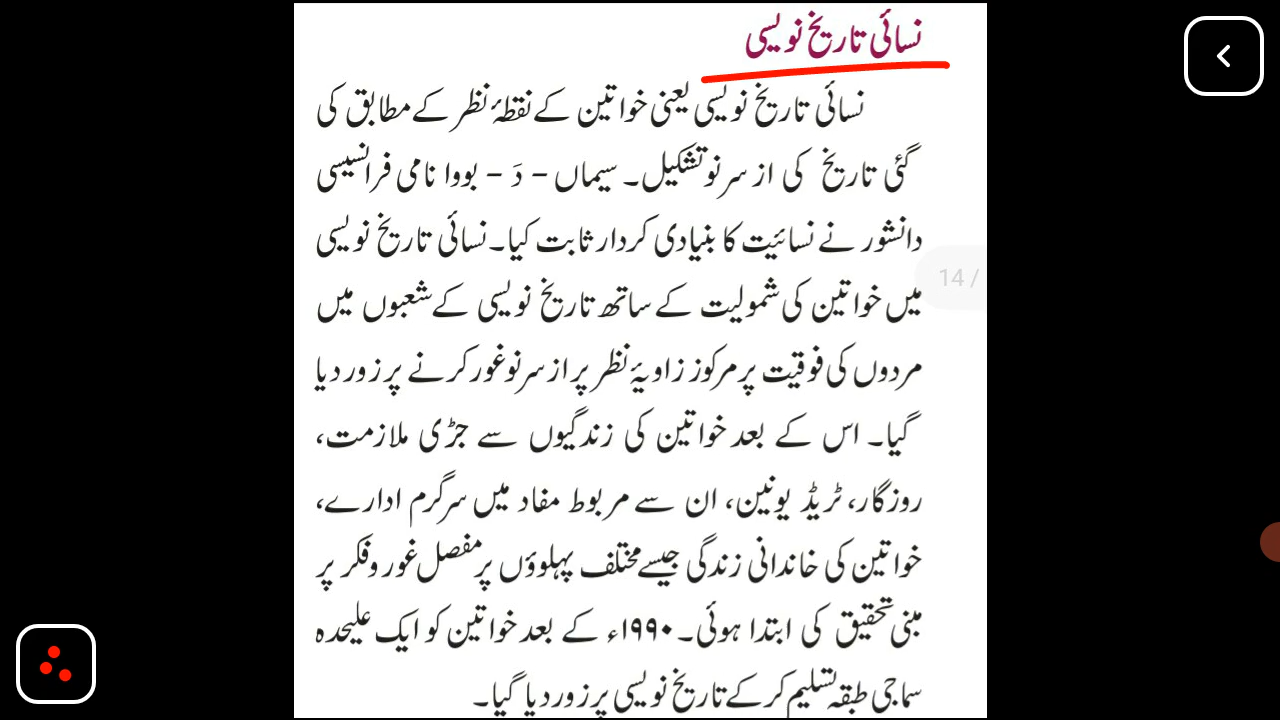 نسائی تاریخ نویسی
نسائی تاریخ نویسی یعنی خواتین کے نقطۂ نظر کے مطابق کی
گئی تاریخ کی از سرنو تشکیل۔ سیماں - دَ - بووا نامی فرانسیسی
دانشور نے نسائیت کا بنیادی کردار ثابت کیا۔ نسائی تاریخ نویسی
میں خواتین کی شمولیت کے ساتھ تاریخ نویسی کے شعبوں میں
مردوں کی فوقیت پر مرکوز زاویۂ نظر پر از سرنو غور کرنے پر زور دیا
گیا۔ اس کے بعد خواتین کی زندگیوں سے جڑی ملازمت،
روزگار، ٹریڈ یونین، ان سے مربوط مفاد میں سرگرم ادارے،
خواتین کی خاندانی زندگی جیسے مختلف پہلوؤں پر مفصل غور و فکر پر
مبنی تحقیق کی ابتدا ہوئی۔ ۱۹۹۰ء کے بعد خواتین کو ایک علیحدہ
سماجی طبقہ تسلیم کر کے تاریخ نویسی پر زور دیا گیا۔
14 /